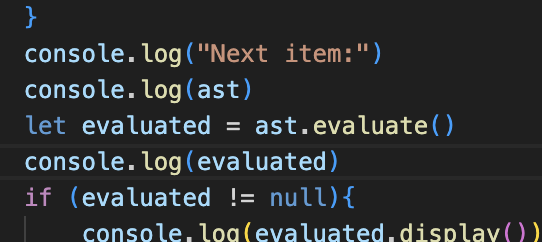 }
console.log("Next item:")
console.log(ast)
let evaluated = ast.evaluate()
console.log(evaluated)
if (evaluated != null){
console.log(evaluated.display())